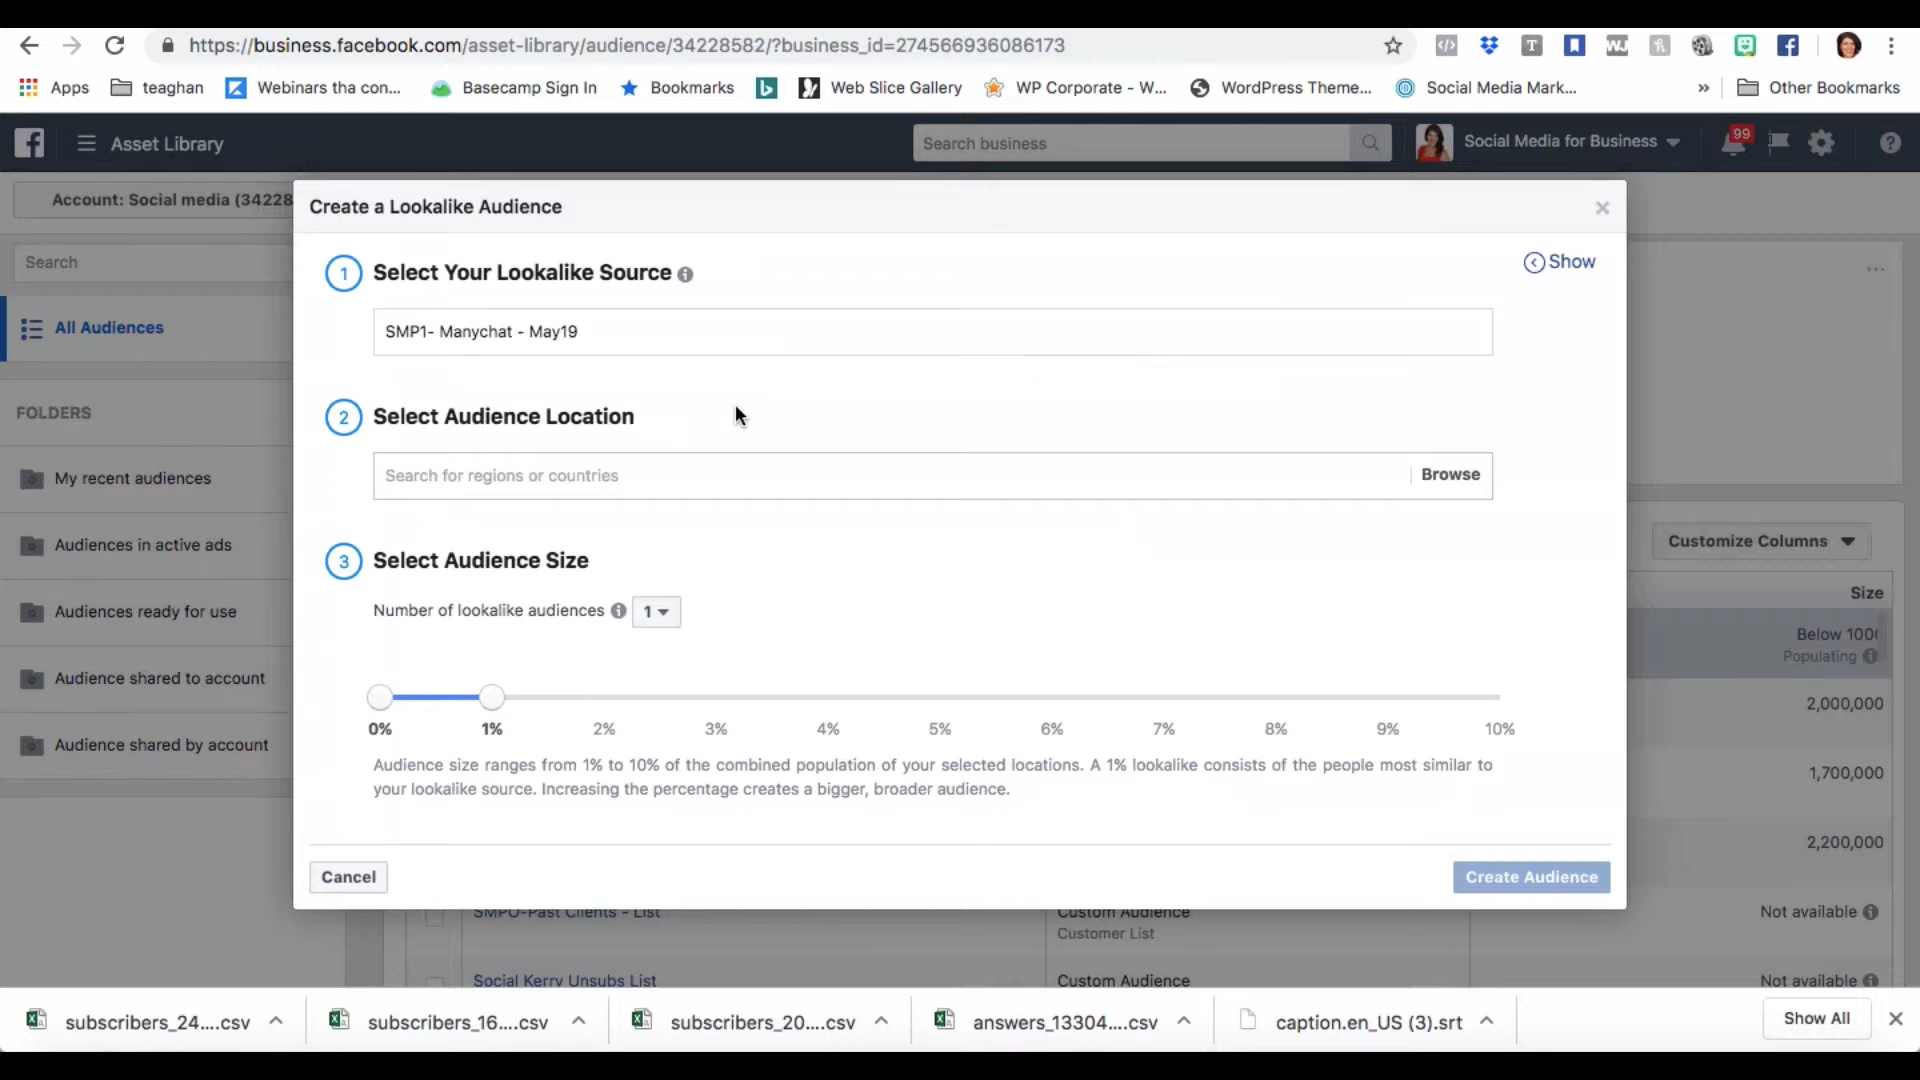 https://business.facebook.com/asset-library/audience/34228582/?business_id=274566936086173
Apps
teaghan
Webinars tha con...
Basecamp Sign In
Bookmarks
Web Slice Gallery
WP Corporate - W...
WordPress Theme...
Social Media Mark...
»
Other Bookmarks
Asset Library
Search business
Social Media for Business
99
Account: Social media (34228
Search
All Audiences
FOLDERS
My recent audiences
Audiences in active ads
Audiences ready for use
Audience shared to account
Audience shared by account
Create a Lookalike Audience
1 Select Your Lookalike Source
Show
SMP1- Manychat - May19
2 Select Audience Location
Search for regions or countries
Browse
3 Select Audience Size
Number of lookalike audiences
1
0% 1% 2% 3% 4% 5% 6% 7% 8% 9% 10%
Audience size ranges from 1% to 10% of the combined population of your selected locations. A 1% lookalike consists of the people most similar to
your lookalike source. Increasing the percentage creates a bigger, broader audience.
Cancel
Create Audience
Customize Columns
Size
Below 100
Populating
2,000,000
1,700,000
2,200,000
SMPO-Past Clients - List
Custom Audience
Customer List
Not available
Social Kerry Unsubs List
Custom Audience
Not available
subscribers_24....csv
subscribers_16....csv
subscribers_20....csv
answers_13304....csv
caption.en_US (3).srt
Show All